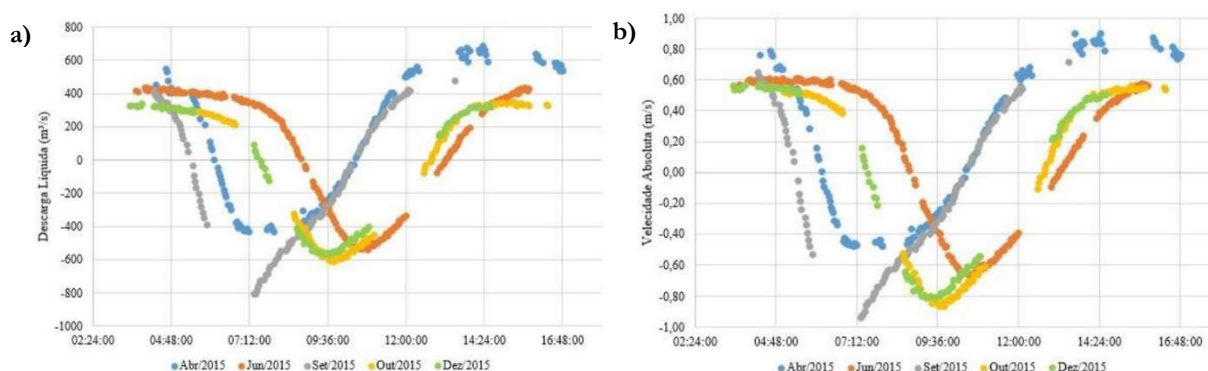 a)
800
600
400
200
0
-200
-400
-600
-800
-1000
Descarga Líquida (m³/s)
02:24:00 04:48:00 07:12:00 09:36:00 12:00:00 14:24:00 16:48:00
Abr/2015 Jun/2015 Set/2015 Out/2015 Dez/2015
b)
1,00
0,80
0,60
0,40
0,20
0,00
-0,20
-0,40
-0,60
-0,80
-1,00
Velecidade Absoluta (m/s)
02:24:00 04:48:00 07:12:00 09:36:00 12:00:00 14:24:00 16:48:00
Abr/2015 Jun/2015 Set/2015 Out/2015 Dez/2015